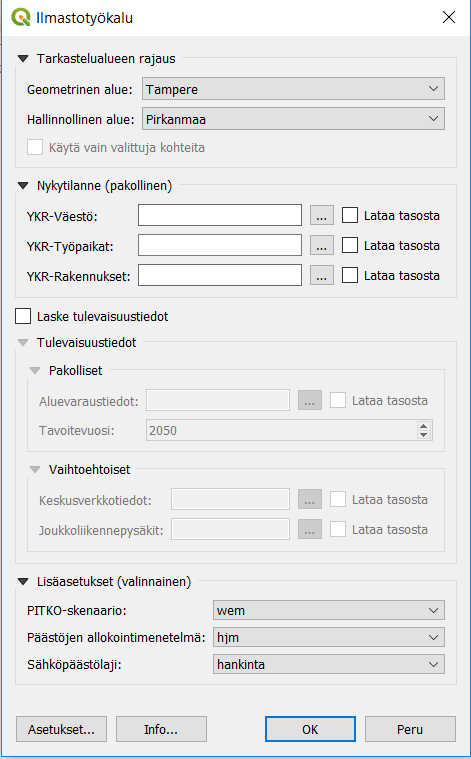 Ilmastotyökalu
Tarkastelualueen rajaus
Geometrinen alue: Tampere
Hallinnollinen alue: Pirkanmaa
Käytä vain valittuja kohteita
Nykytilanne (pakollinen)
YKR-Väestö: ... Lataa tasosta
YKR-Työpaikat: ... Lataa tasosta
YKR-Rakennukset: ... Lataa tasosta
Laske tulevaisuustiedot
Tulevaisuustiedot
Pakolliset
Aluevaraustiedot: ... Lataa tasosta
Tavoitevuosi: 2050
Vaihtoehtoiset
Keskusverkkotiedot: ... Lataa tasosta
Joukkoliikennepysäkit: ... Lataa tasosta
Lisäasetukset (valinnainen)
PITKO-skenaario: wem
Päästöjen allokointimenetelmä: hjm
Sähköpäästölaji: hankinta
Asetukset... Info... OK Peru